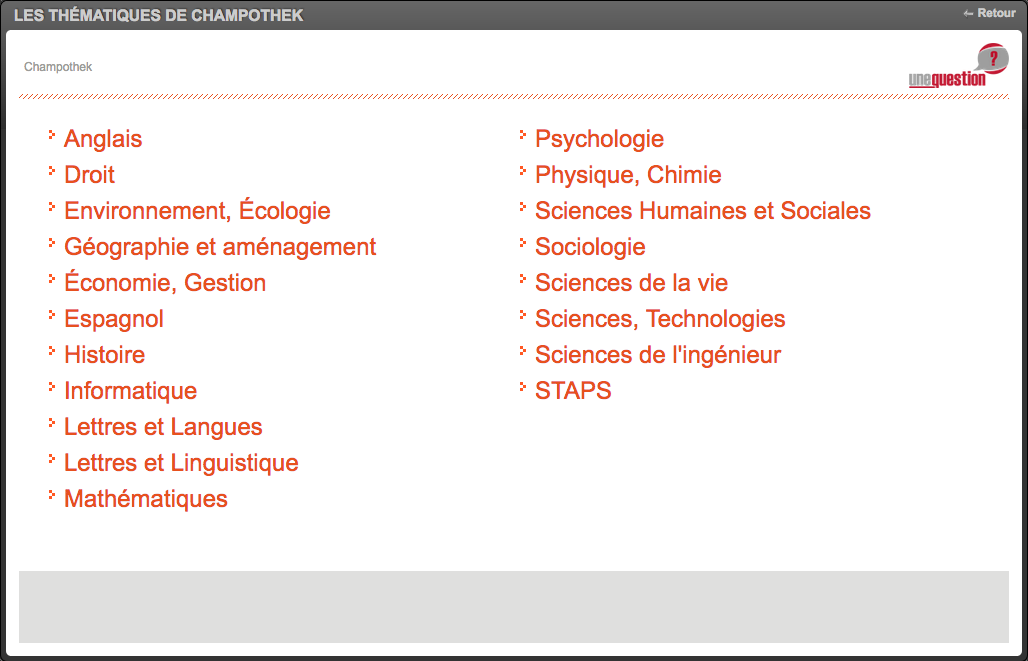 LES THÉMATIQUES DE CHAMPOTHEK
← Retour
Champothek
?
unequestion
Anglais
Droit
Environnement, Écologie
Géographie et aménagement
Économie, Gestion
Espagnol
Histoire
Informatique
Lettres et Langues
Lettres et Linguistique
Mathématiques
Psychologie
Physique, Chimie
Sciences Humaines et Sociales
Sociologie
Sciences de la vie
Sciences, Technologies
Sciences de l'ingénieur
STAPS